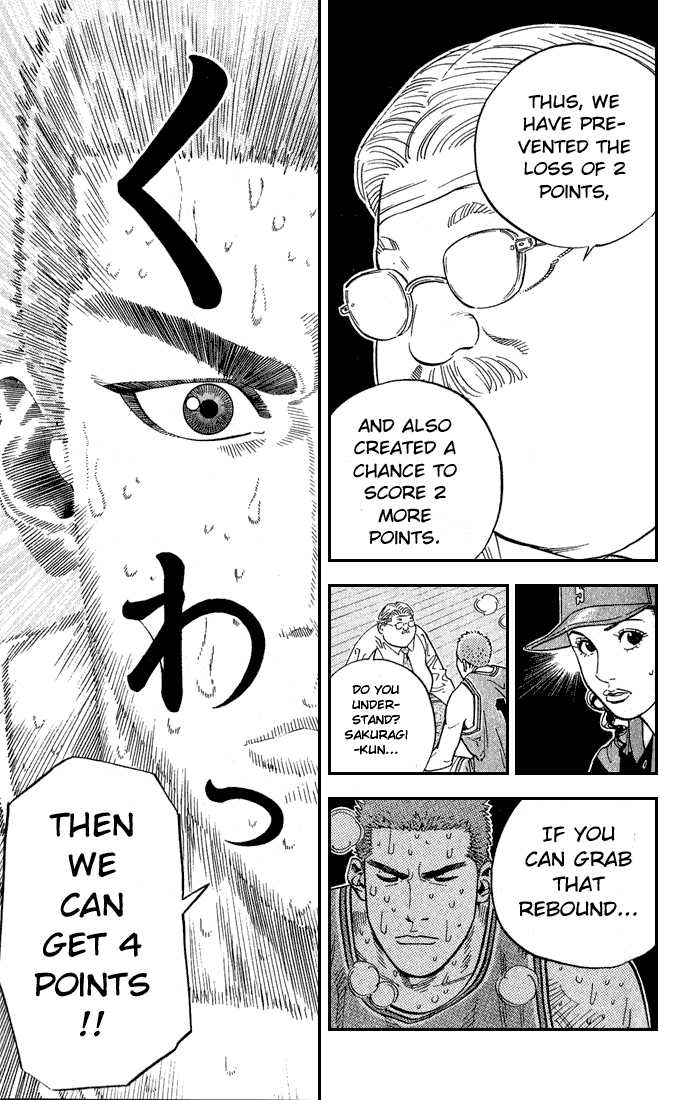 THUS, WE
HAVE PRE-
VENTED THE
LOSS OF 2
POINTS,
AND ALSO
CREATED A
CHANCE TO
SCORE 2
MORE
POINTS.
DO YOU
UNDER-
STAND?
SAKURAGI
-KUN...
IF YOU
CAN GRAB
THAT
REBOUND...
くわっ
THEN
WE
CAN
GET 4
POINTS
!!